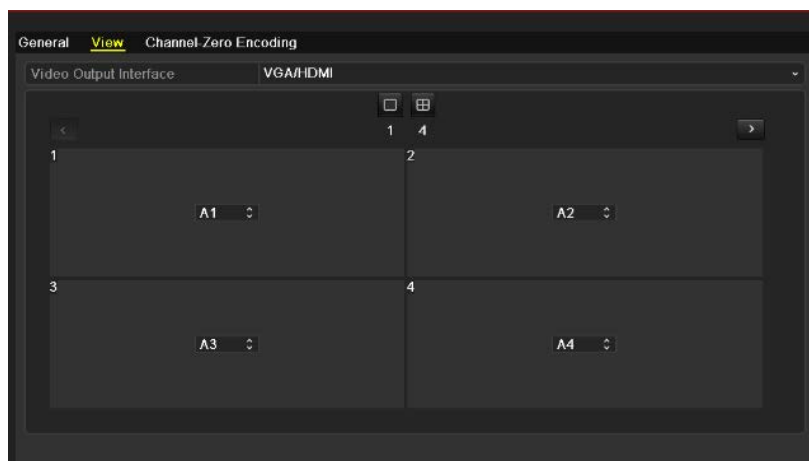 General View Channel-Zero Encoding
Video Output Interface VGA/HDMI
1 4
1 2
A1 A2
3 4
A3 A4